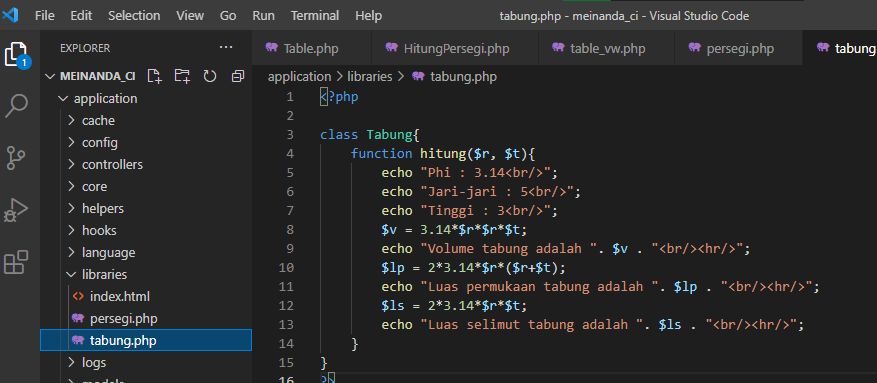 File Edit Selection View Go Run Terminal Help tabung.php - meinanda_ci - Visual Studio Code
EXPLORER ...
Table.php HitungPersegi.php table_vw.php persegi.php tabung
MEINANDA_CI
application > libraries > tabung.php
application
cache
config
controllers
core
helpers
hooks
language
libraries
index.html
persegi.php
tabung.php
logs
models
1
1 <?php
2
3 class Tabung{
4 function hitung($r, $t){
5 echo "Phi : 3.14<br/>";
6 echo "Jari-jari : 5<br/>";
7 echo "Tinggi : 3<br/>";
8 $v = 3.14*$r*$r*$t;
9 echo "Volume tabung adalah ". $v . "<br/><hr/>";
10 $lp = 2*3.14*$r*($r+$t);
11 echo "Luas permukaan tabung adalah ". $lp . "<br/><hr/>";
12 $ls = 2*3.14*$r*$t;
13 echo "Luas selimut tabung adalah ". $ls . "<br/><hr/>";
14 }
15 }
16 ?>